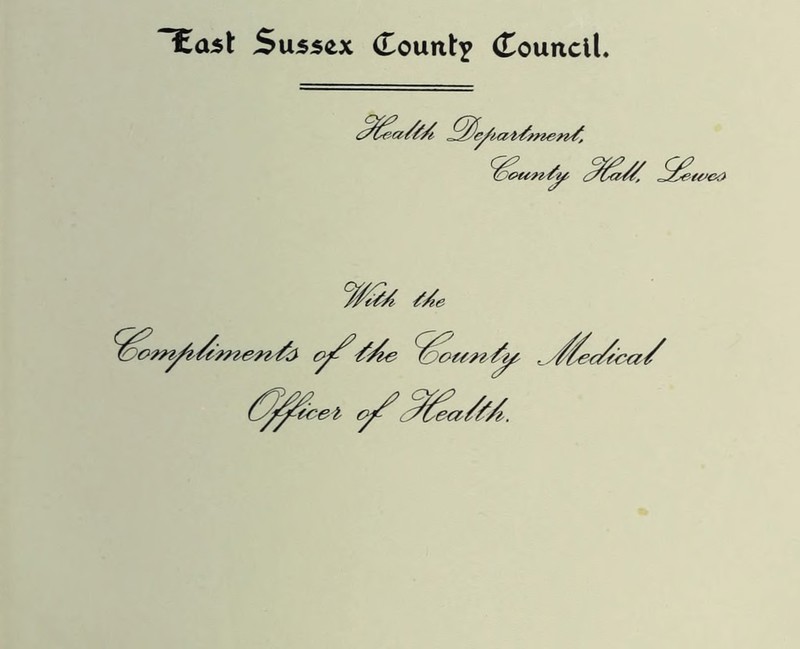 East Sussex County Council.
Health Department,
County Hall, Lewes
With the
Compliments of the County Medical
Officer of Health.